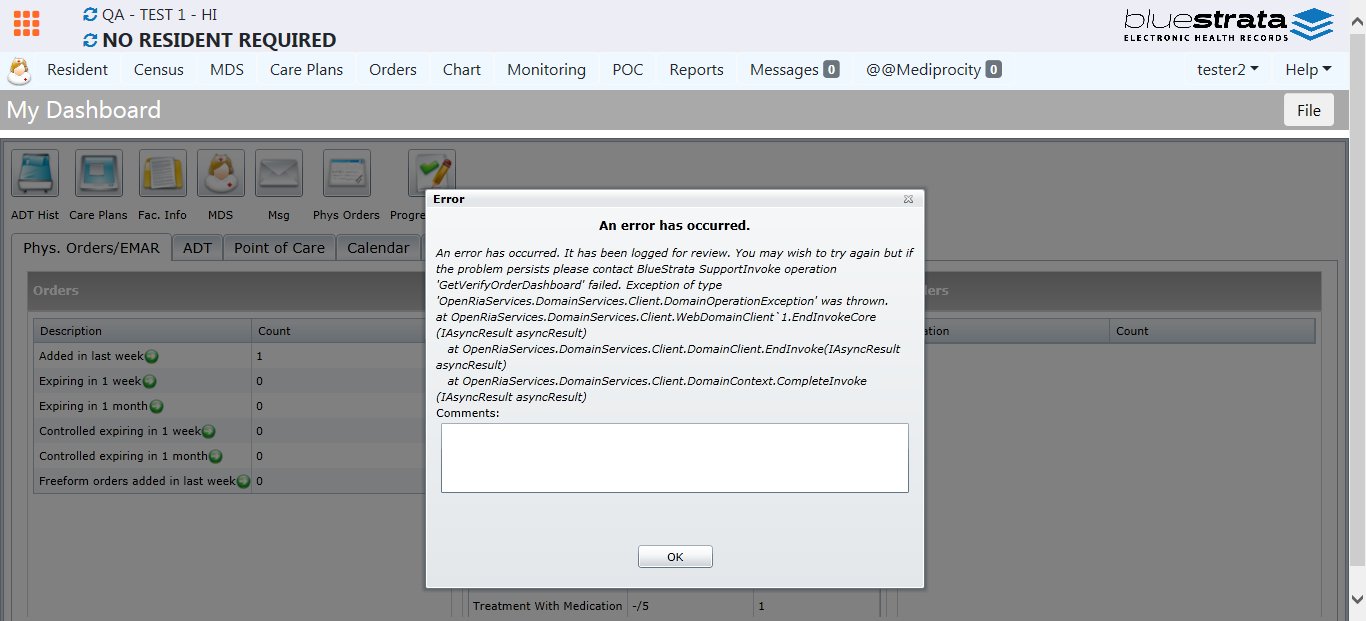 QA - TEST 1 - HI
NO RESIDENT REQUIRED
bluestrata
ELECTRONIC HEALTH RECORDS
Resident Census MDS Care Plans Orders Chart Monitoring POC Reports Messages 0 @@Mediprocity 0 tester2 Help
My Dashboard File
ADT Hist Care Plans Fac. Info MDS Msg Phys Orders Progre
Phys. Orders/EMAR ADT Point of Care Calendar
Orders
Description Count
Added in last week 1
Expiring in 1 week 0
Expiring in 1 month 0
Controlled expiring in 1 week 0
Controlled expiring in 1 month 0
Freeform orders added in last week 0
Error
An error has occurred.
An error has occurred. It has been logged for review. You may wish to try again but if
the problem persists please contact BlueStrata SupportInvoke operation
'GetVerifyOrderDashboard' failed. Exception of type
'OpenRiaServices.DomainServices.Client.DomainOperationException' was thrown.
at OpenRiaServices.DomainServices.Client.WebDomainClient`1.EndInvokeCore
(IAsyncResult asyncResult)
at OpenRiaServices.DomainServices.Client.DomainClient.EndInvoke(IAsyncResult
asyncResult)
at OpenRiaServices.DomainServices.Client.DomainContext.CompleteInvoke
(IAsyncResult asyncResult)
Comments:
OK
ders
ation Count
Treatment With Medication -/5 1